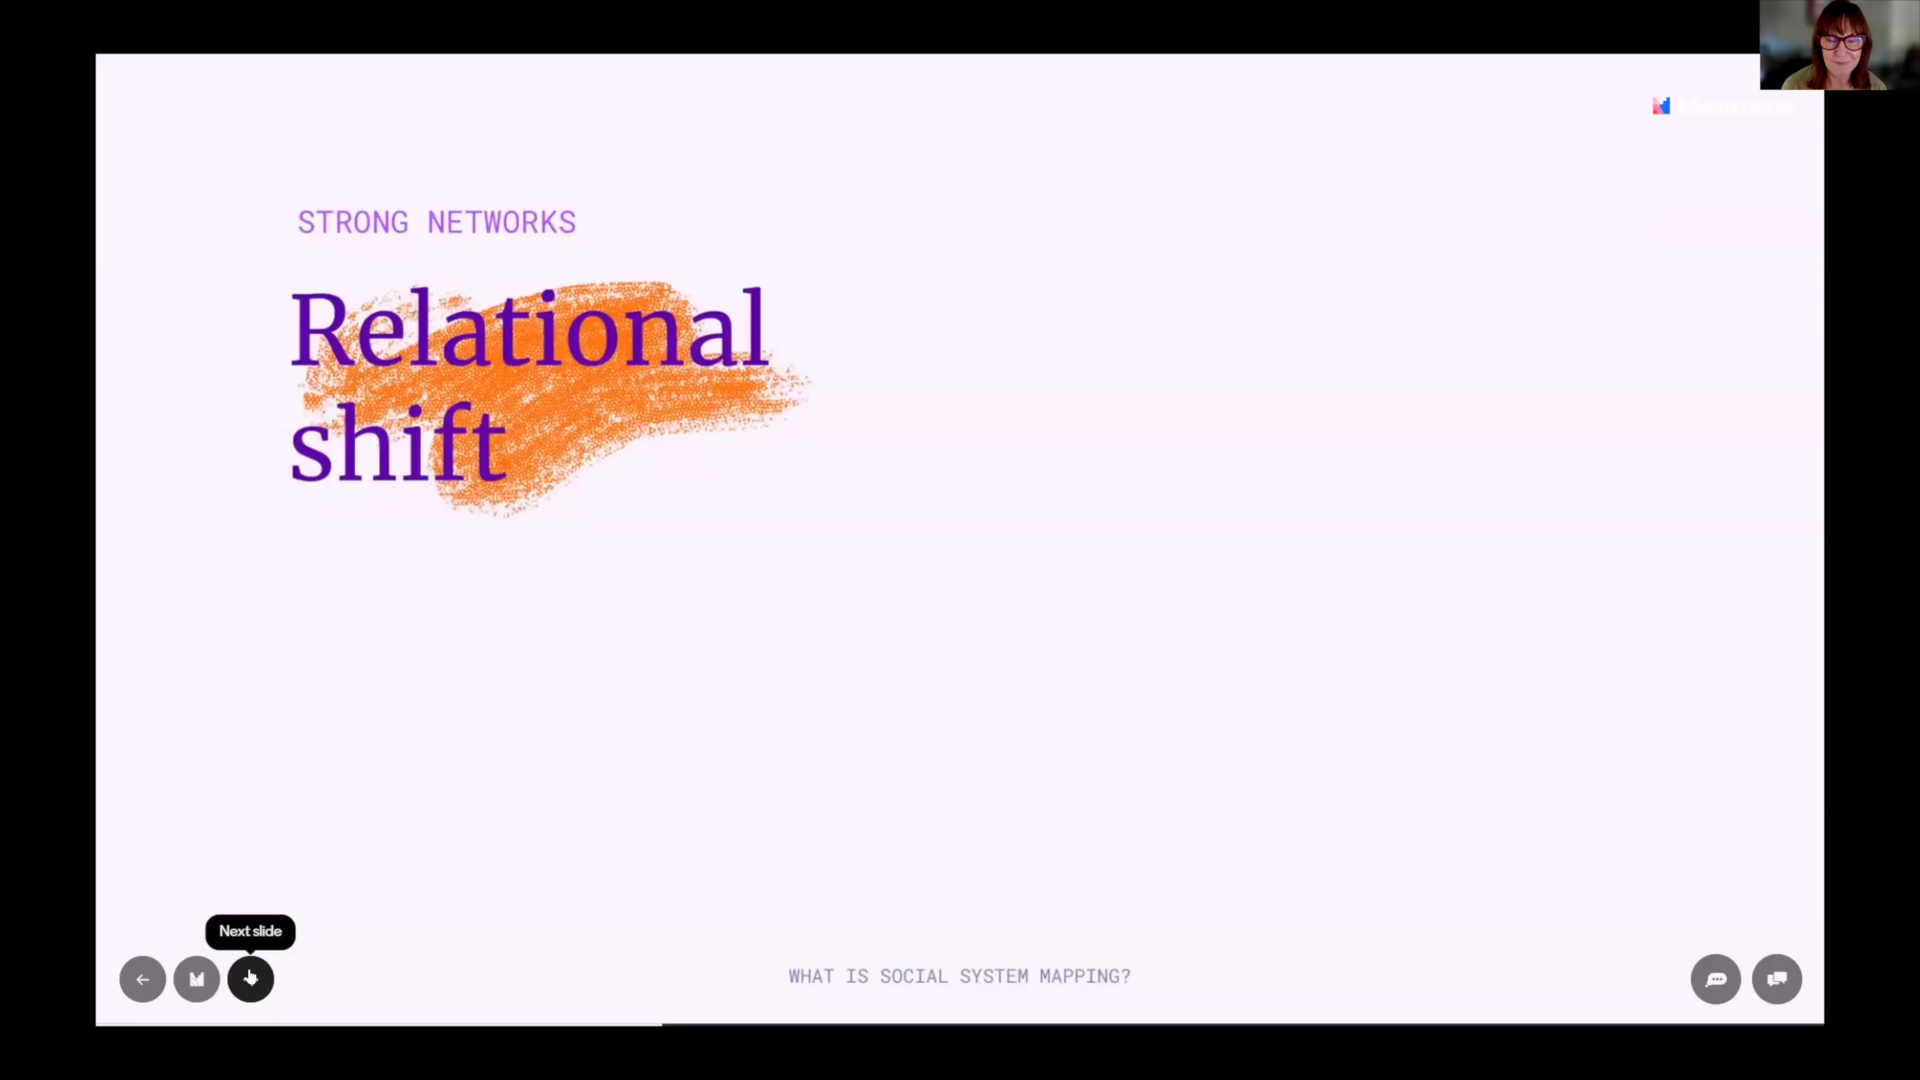 STRONG NETWORKS
Relational
shift
Next slide
WHAT IS SOCIAL SYSTEM MAPPING?